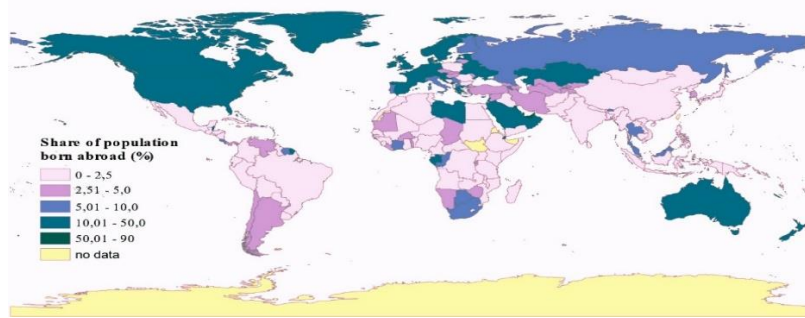 Share of population
born abroad (%)
0 - 2,5
2,51 - 5,0
5,01 - 10,0
10,01 - 50,0
50,01 - 90
no data